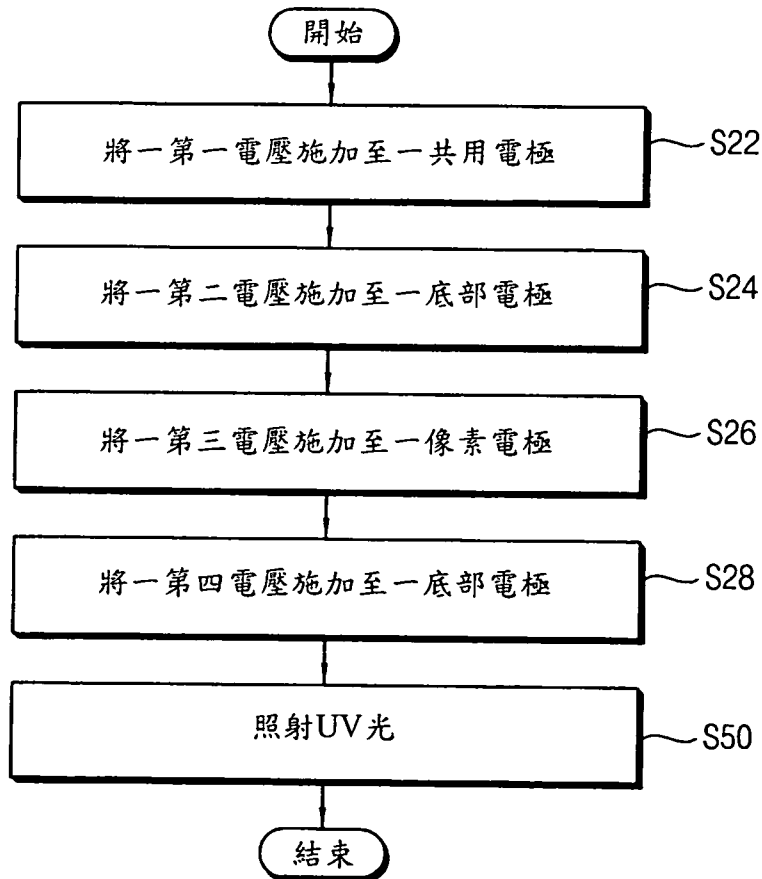 開始
將一第一電壓施加至一共用電極
S22
將一第二電壓施加至一底部電極
S24
將一第三電壓施加至一像素電極
S26
將一第四電壓施加至一底部電極
S28
照射UV光
S50
結束